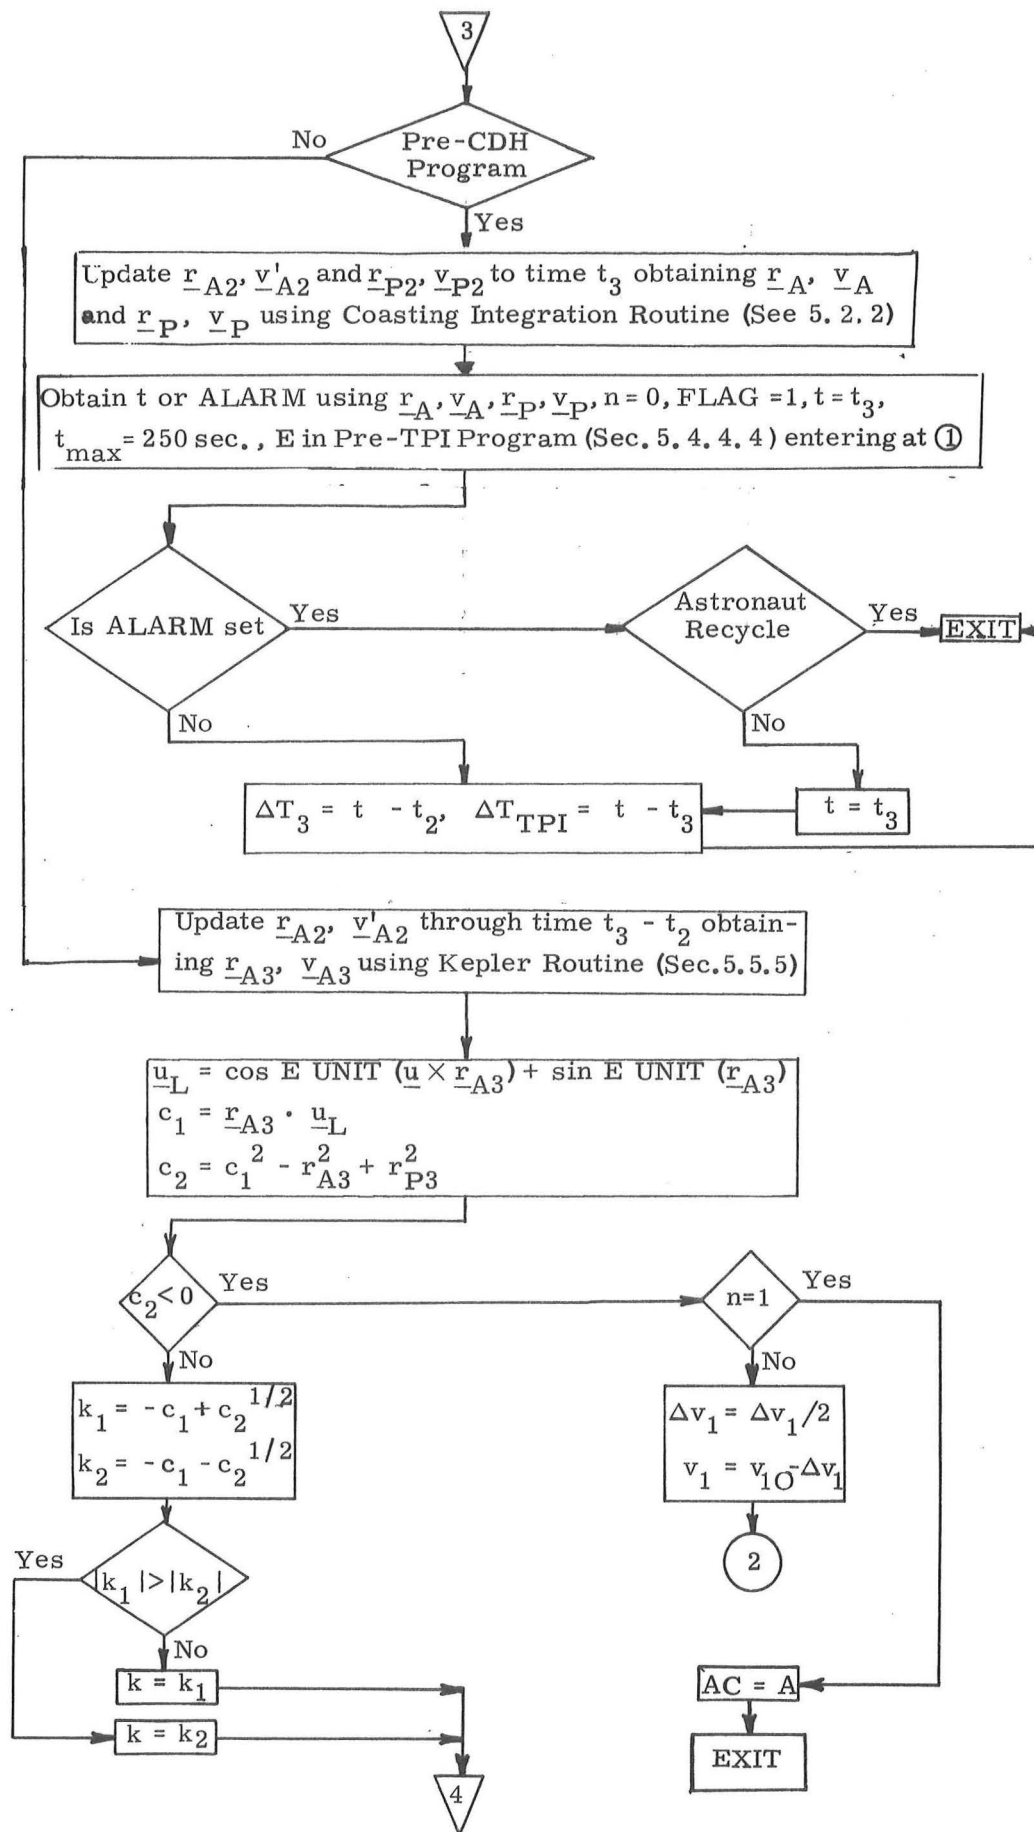 3
Pre-CDH
Program
No
Yes
Update r_A2, v'_A2 and r_P2, v_P2 to time t_3 obtaining r_A, v_A
and r_P, v_P using Coasting Integration Routine (See 5.2.2)
Obtain t or ALARM using r_A, v_A, r_P, v_P, n = 0, FLAG =1, t = t_3,
t_max = 250 sec., E in Pre-TPI Program (Sec. 5.4.4.4) entering at ①
Is ALARM set
Yes
Astronaut
Recycle
Yes
EXIT
No
No
ΔT_3 = t - t_2, ΔT_TPI = t - t_3
t = t_3
Update r_A2, v'_A2 through time t_3 - t_2 obtain-
ing r_A3, v_A3 using Kepler Routine (Sec.5.5.5)
u_L = cos E UNIT (u × r_A3) + sin E UNIT (r_A3)
c_1 = r_A3 · u_L
c_2 = c_1^2 - r_A3^2 + r_P3^2
c_2 < 0
Yes
n=1
Yes
No
No
k_1 = -c_1 + c_2^1/2
k_2 = -c_1 - c_2^1/2
Δv_1 = Δv_1/2
v_1 = v_1O - Δv_1
2
Yes
|k_1| > |k_2|
No
k = k_1
k = k_2
4
AC = A
EXIT